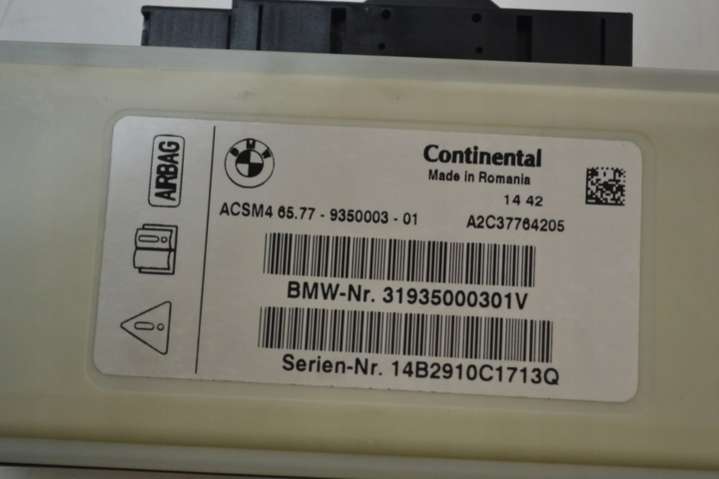 AIRBAG
BMW
Continental
Made in Romania
14 42
ACSM4 65.77 - 9350003 - 01
A2C37764205
BMW-Nr. 31935000301V
Serien-Nr. 14B2910C1713Q